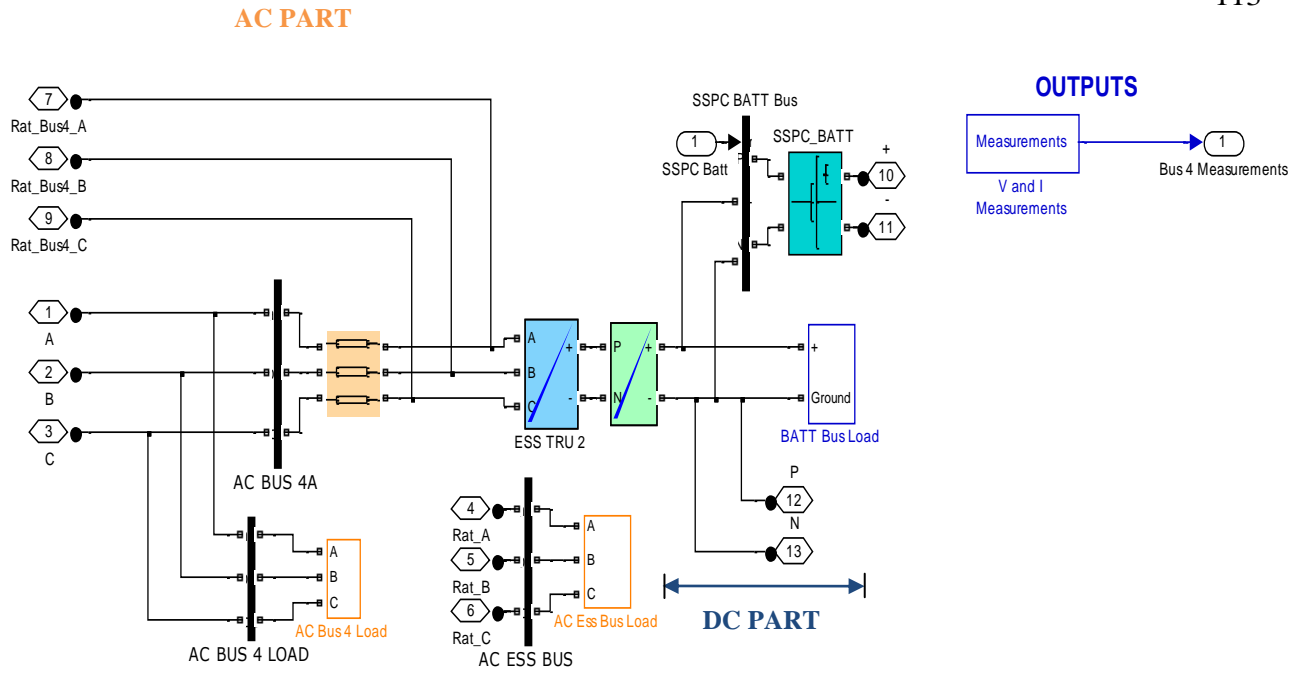 AC PART
7
Rat_Bus4_A
8
Rat_Bus4_B
9
Rat_Bus4_C
1
A
2
B
3
C
AC BUS 4A
A
B
C
AC Bus 4 Load
AC BUS 4 LOAD
4
Rat_A
5
Rat_B
6
Rat_C
AC ESS BUS
A
B
C
AC Ess Bus Load
A
B
C
+
-
ESS TRU 2
P
N
+
-
SSPC BATT Bus
1
SSPC Batt
SSPC_BATT
+
10
-
11
+
Ground
BATT Bus Load
P
12
N
13
DC PART
OUTPUTS
Measurements
V and I
Measurements
1
Bus 4 Measurements